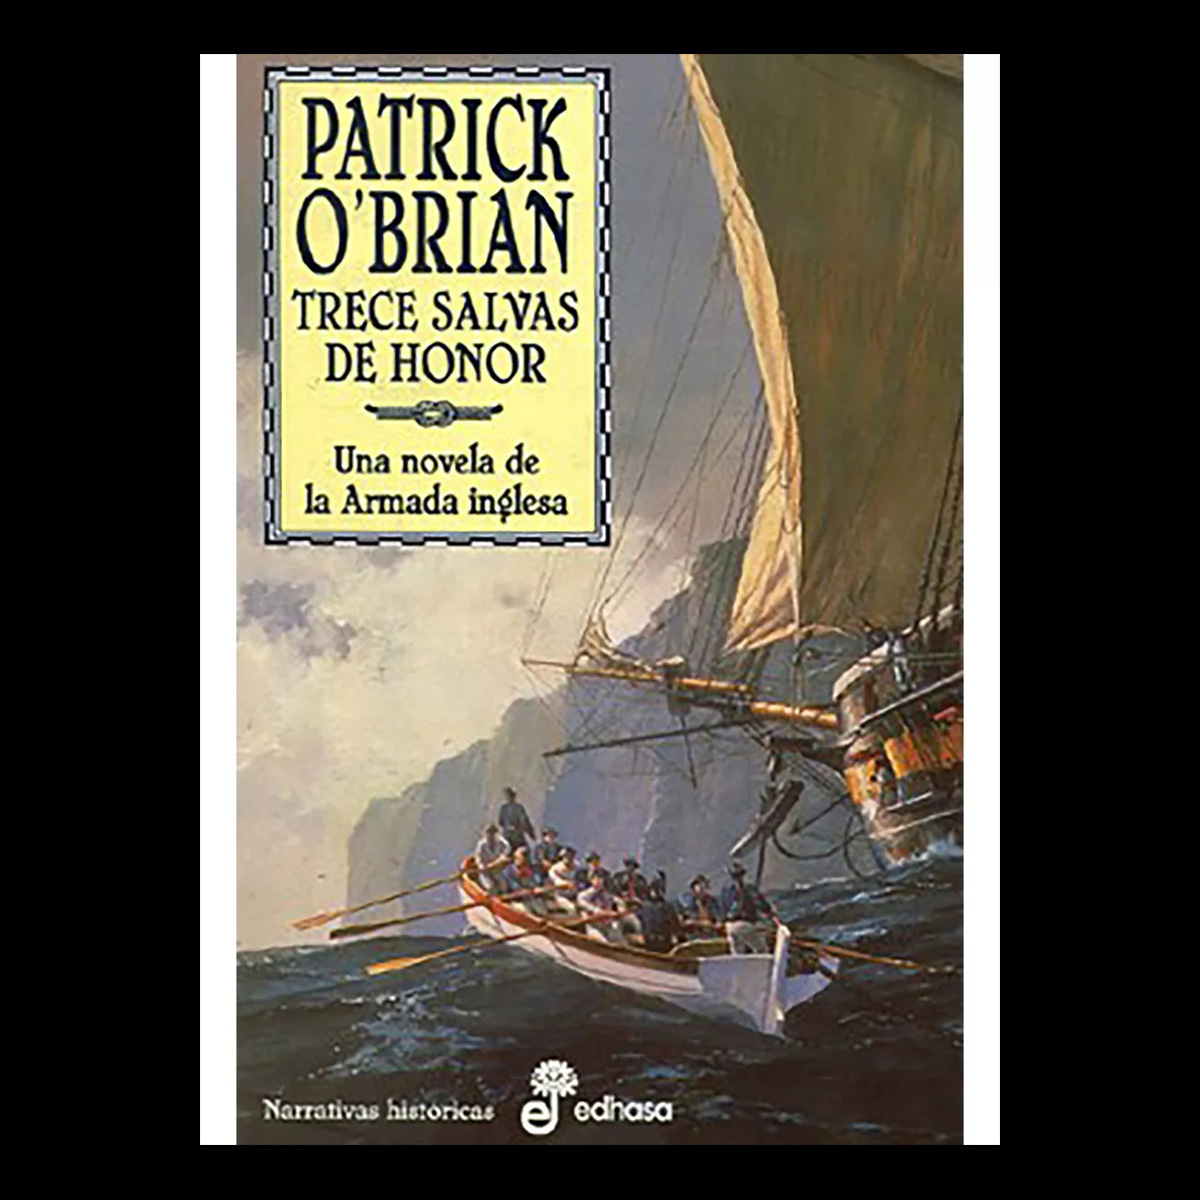 PATRICK
O'BRIAN
TRECE SALVAS
DE HONOR
Una novela de
la Armada inglesa
Narrativas históricas
edhasa